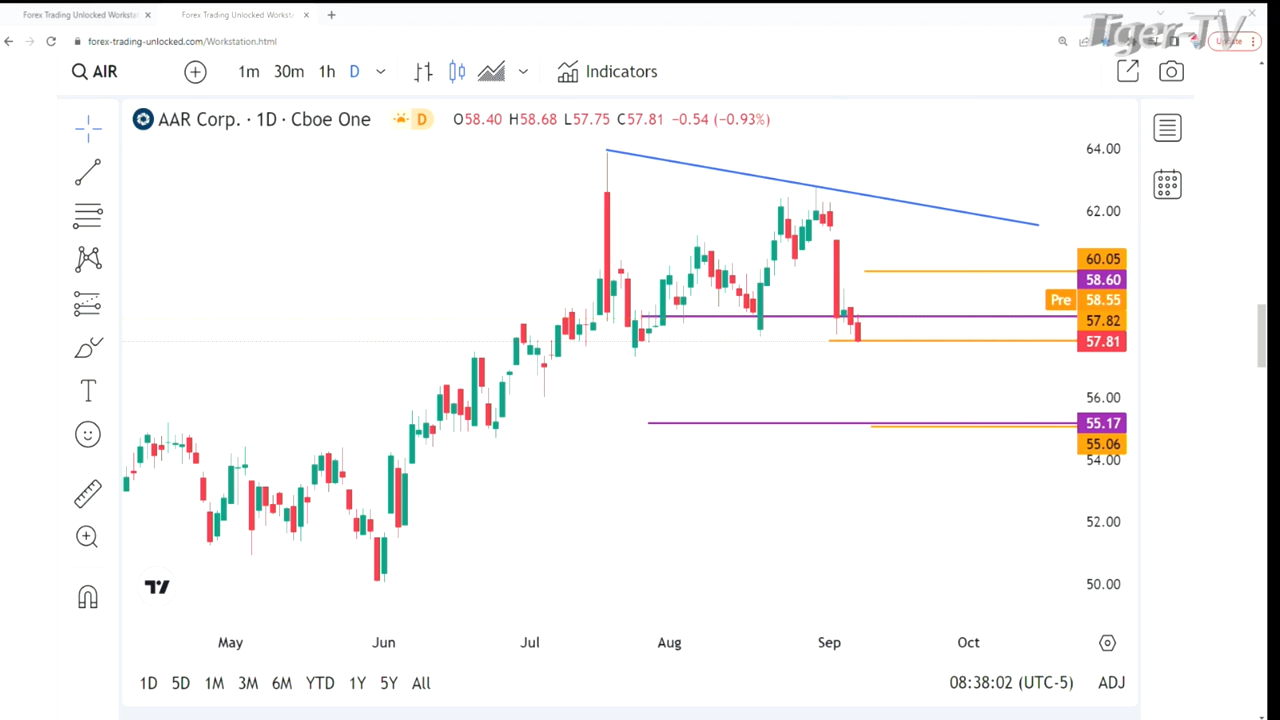 Forex Trading Unlocked Worksta
Forex Trading Unlocked Workstat
Tiger-TV
forex-trading-unlocked.com/Workstation.html
AIR
1m 30m 1h D
Indicators
AAR Corp. · 1D · Cboe One
D
O58.40 H58.68 L57.75 C57.81 −0.54 (−0.93%)
64.00
62.00
60.05
58.60
Pre 58.55
57.82
57.81
56.00
55.17
55.06
54.00
52.00
50.00
T
May Jun Jul Aug Sep Oct
1D 5D 1M 3M 6M YTD 1Y 5Y All
08:38:02 (UTC-5) ADJ